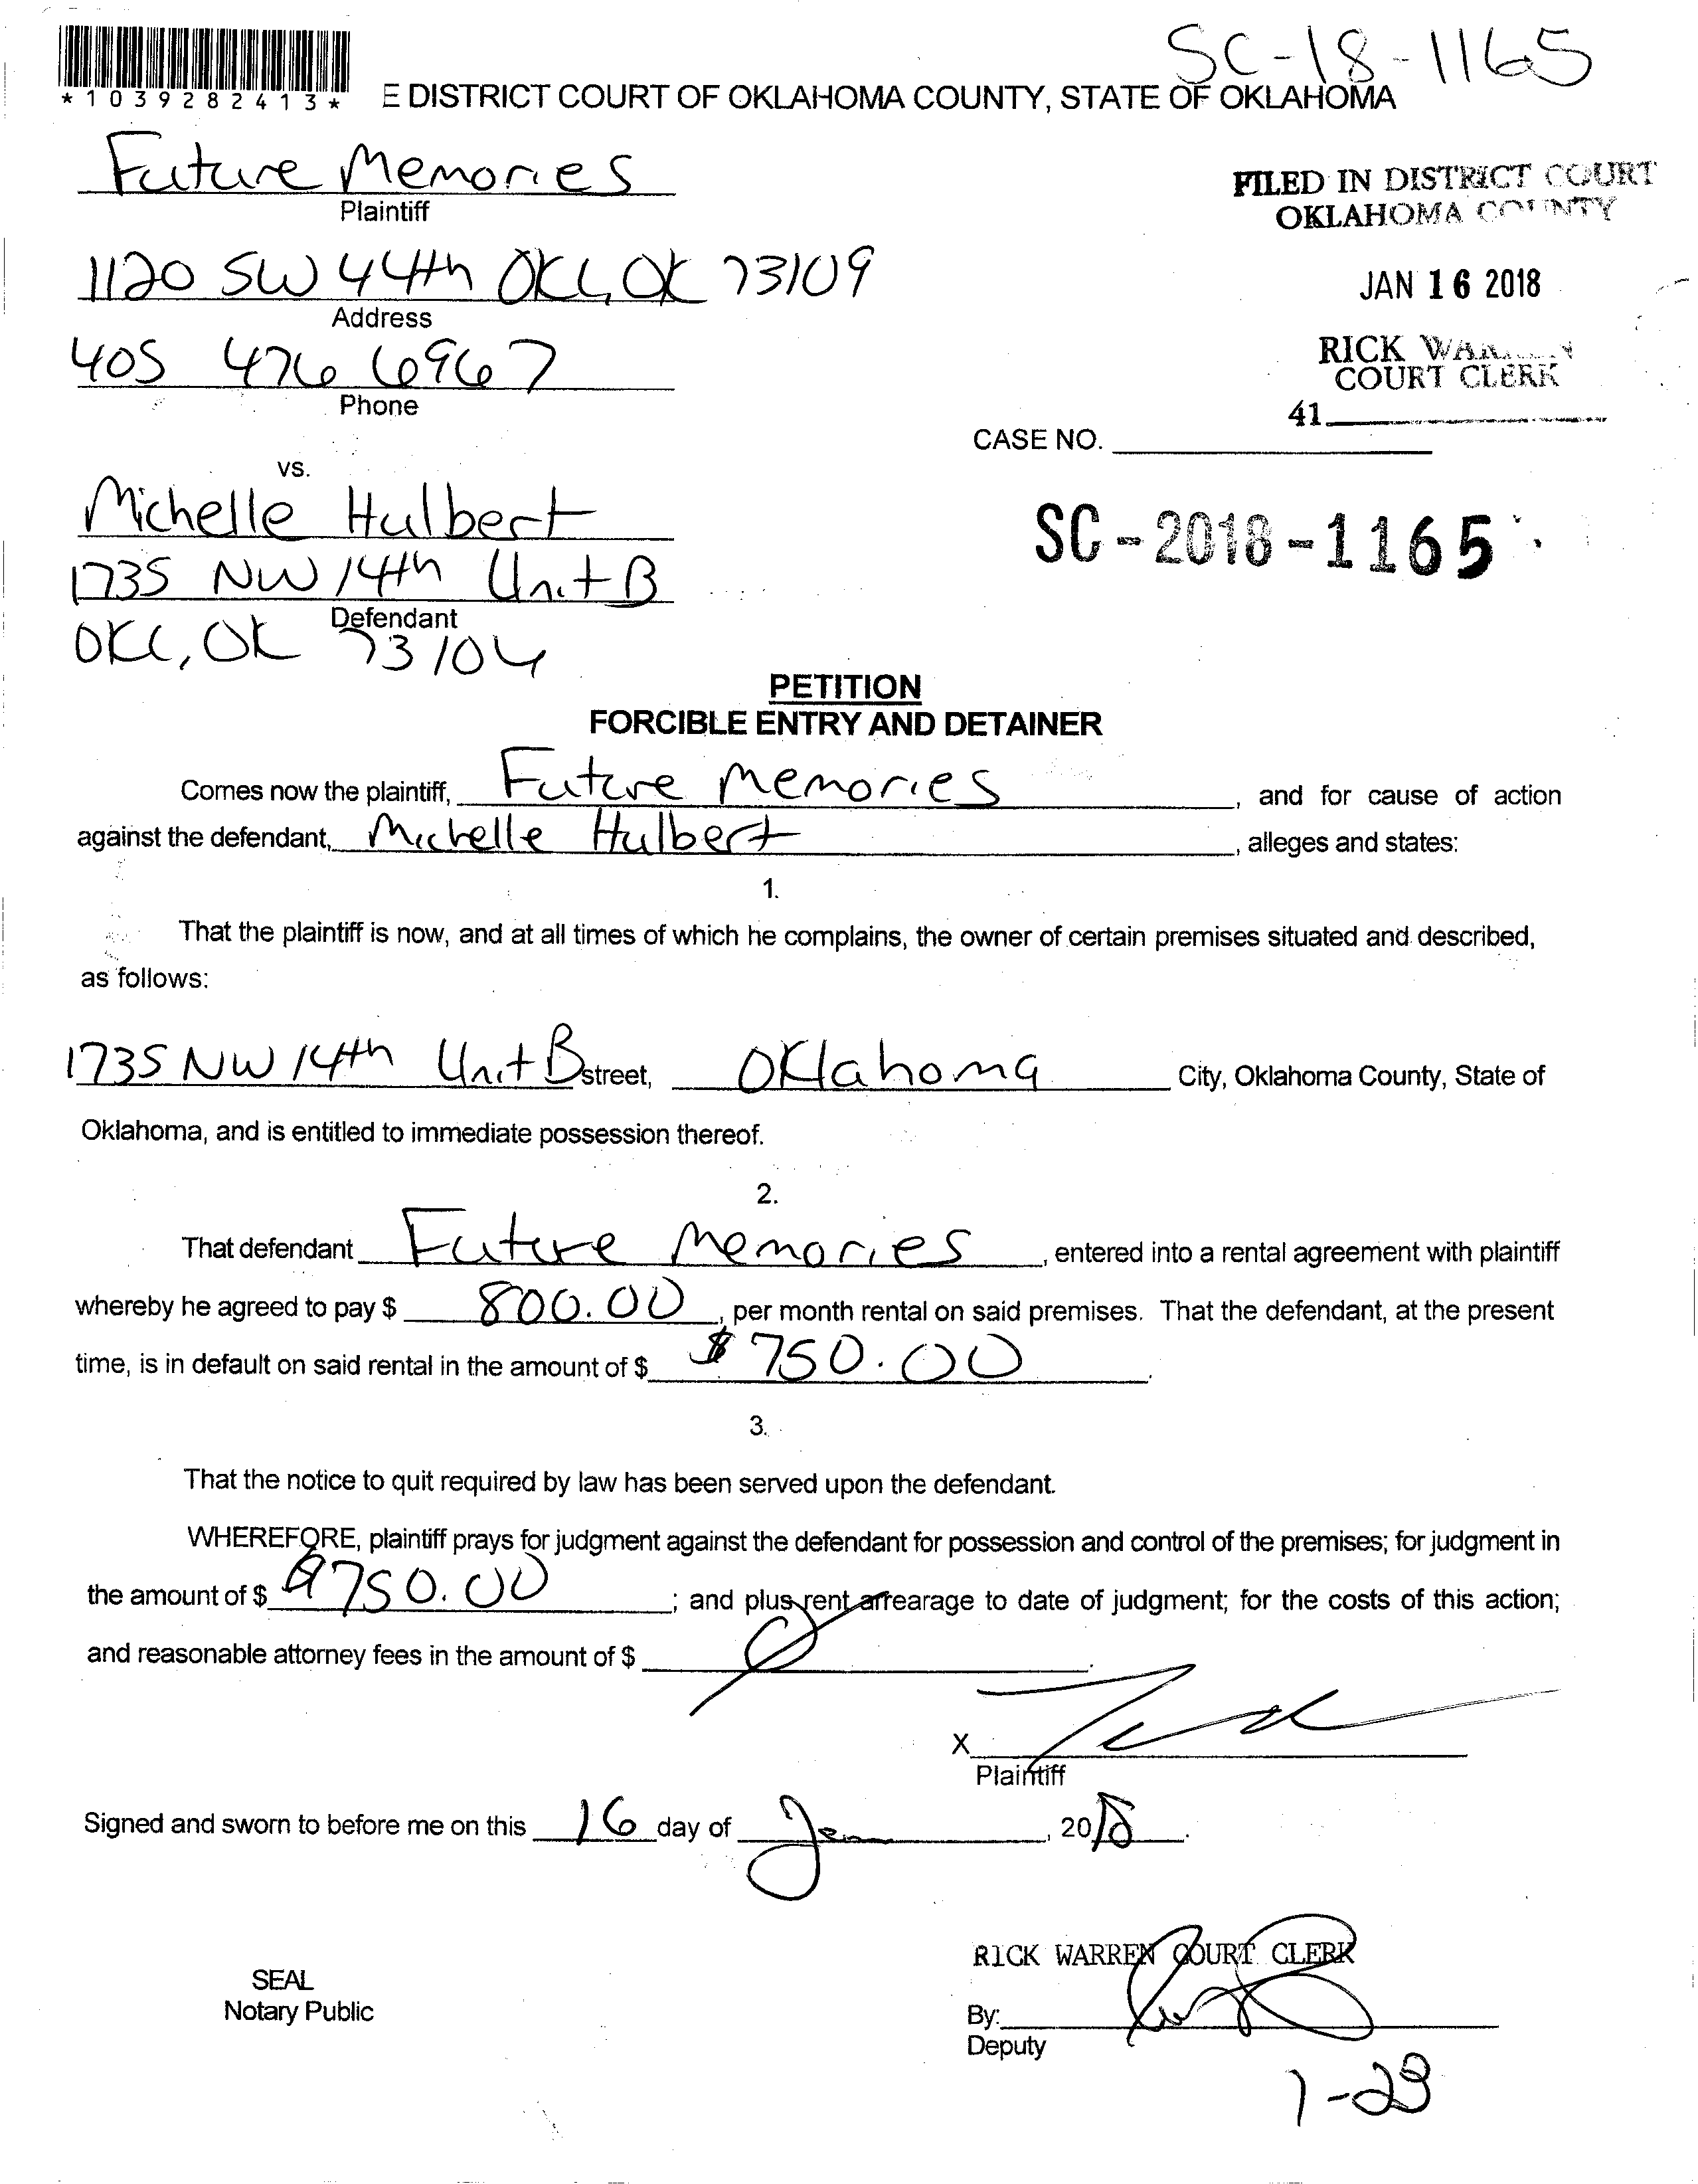 SC-18-1165
*1039282413*
E DISTRICT COURT OF OKLAHOMA COUNTY, STATE OF OKLAHOMA
Future Memories
Plaintiff
FILED IN DISTRICT COURT
OKLAHOMA COUNTY
1120 SW 44th OKC, OK 73109
Address
JAN 16 2018
405 476 6967
Phone
RICK WARREN
COURT CLERK
41
CASE NO.
vs.
Michelle Hulbert
SC-2018-1165
1735 NW 14th Unit B
Defendant
OKC, OK 73104
PETITION
FORCIBLE ENTRY AND DETAINER
Comes now the plaintiff, Future Memories, and for cause of action
against the defendant, Michelle Hulbert, alleges and states:
1.
That the plaintiff is now, and at all times of which he complains, the owner of certain premises situated and described,
as follows:
1735 NW 14th Unit B street, Oklahoma City, Oklahoma County, State of
Oklahoma, and is entitled to immediate possession thereof.
2.
That defendant Future Memories, entered into a rental agreement with plaintiff
whereby he agreed to pay $ 800.00, per month rental on said premises. That the defendant, at the present
time, is in default on said rental in the amount of $ $750.00.
3.
That the notice to quit required by law has been served upon the defendant.
WHEREFORE, plaintiff prays for judgment against the defendant for possession and control of the premises; for judgment in
the amount of $ 750.00; and plus rent arrearage to date of judgment; for the costs of this action;
and reasonable attorney fees in the amount of $
X
Plaintiff
Signed and sworn to before me on this 16 day of Jan, 2018.
RICK WARREN COURT CLERK
SEAL
Notary Public
By:
Deputy
1-23